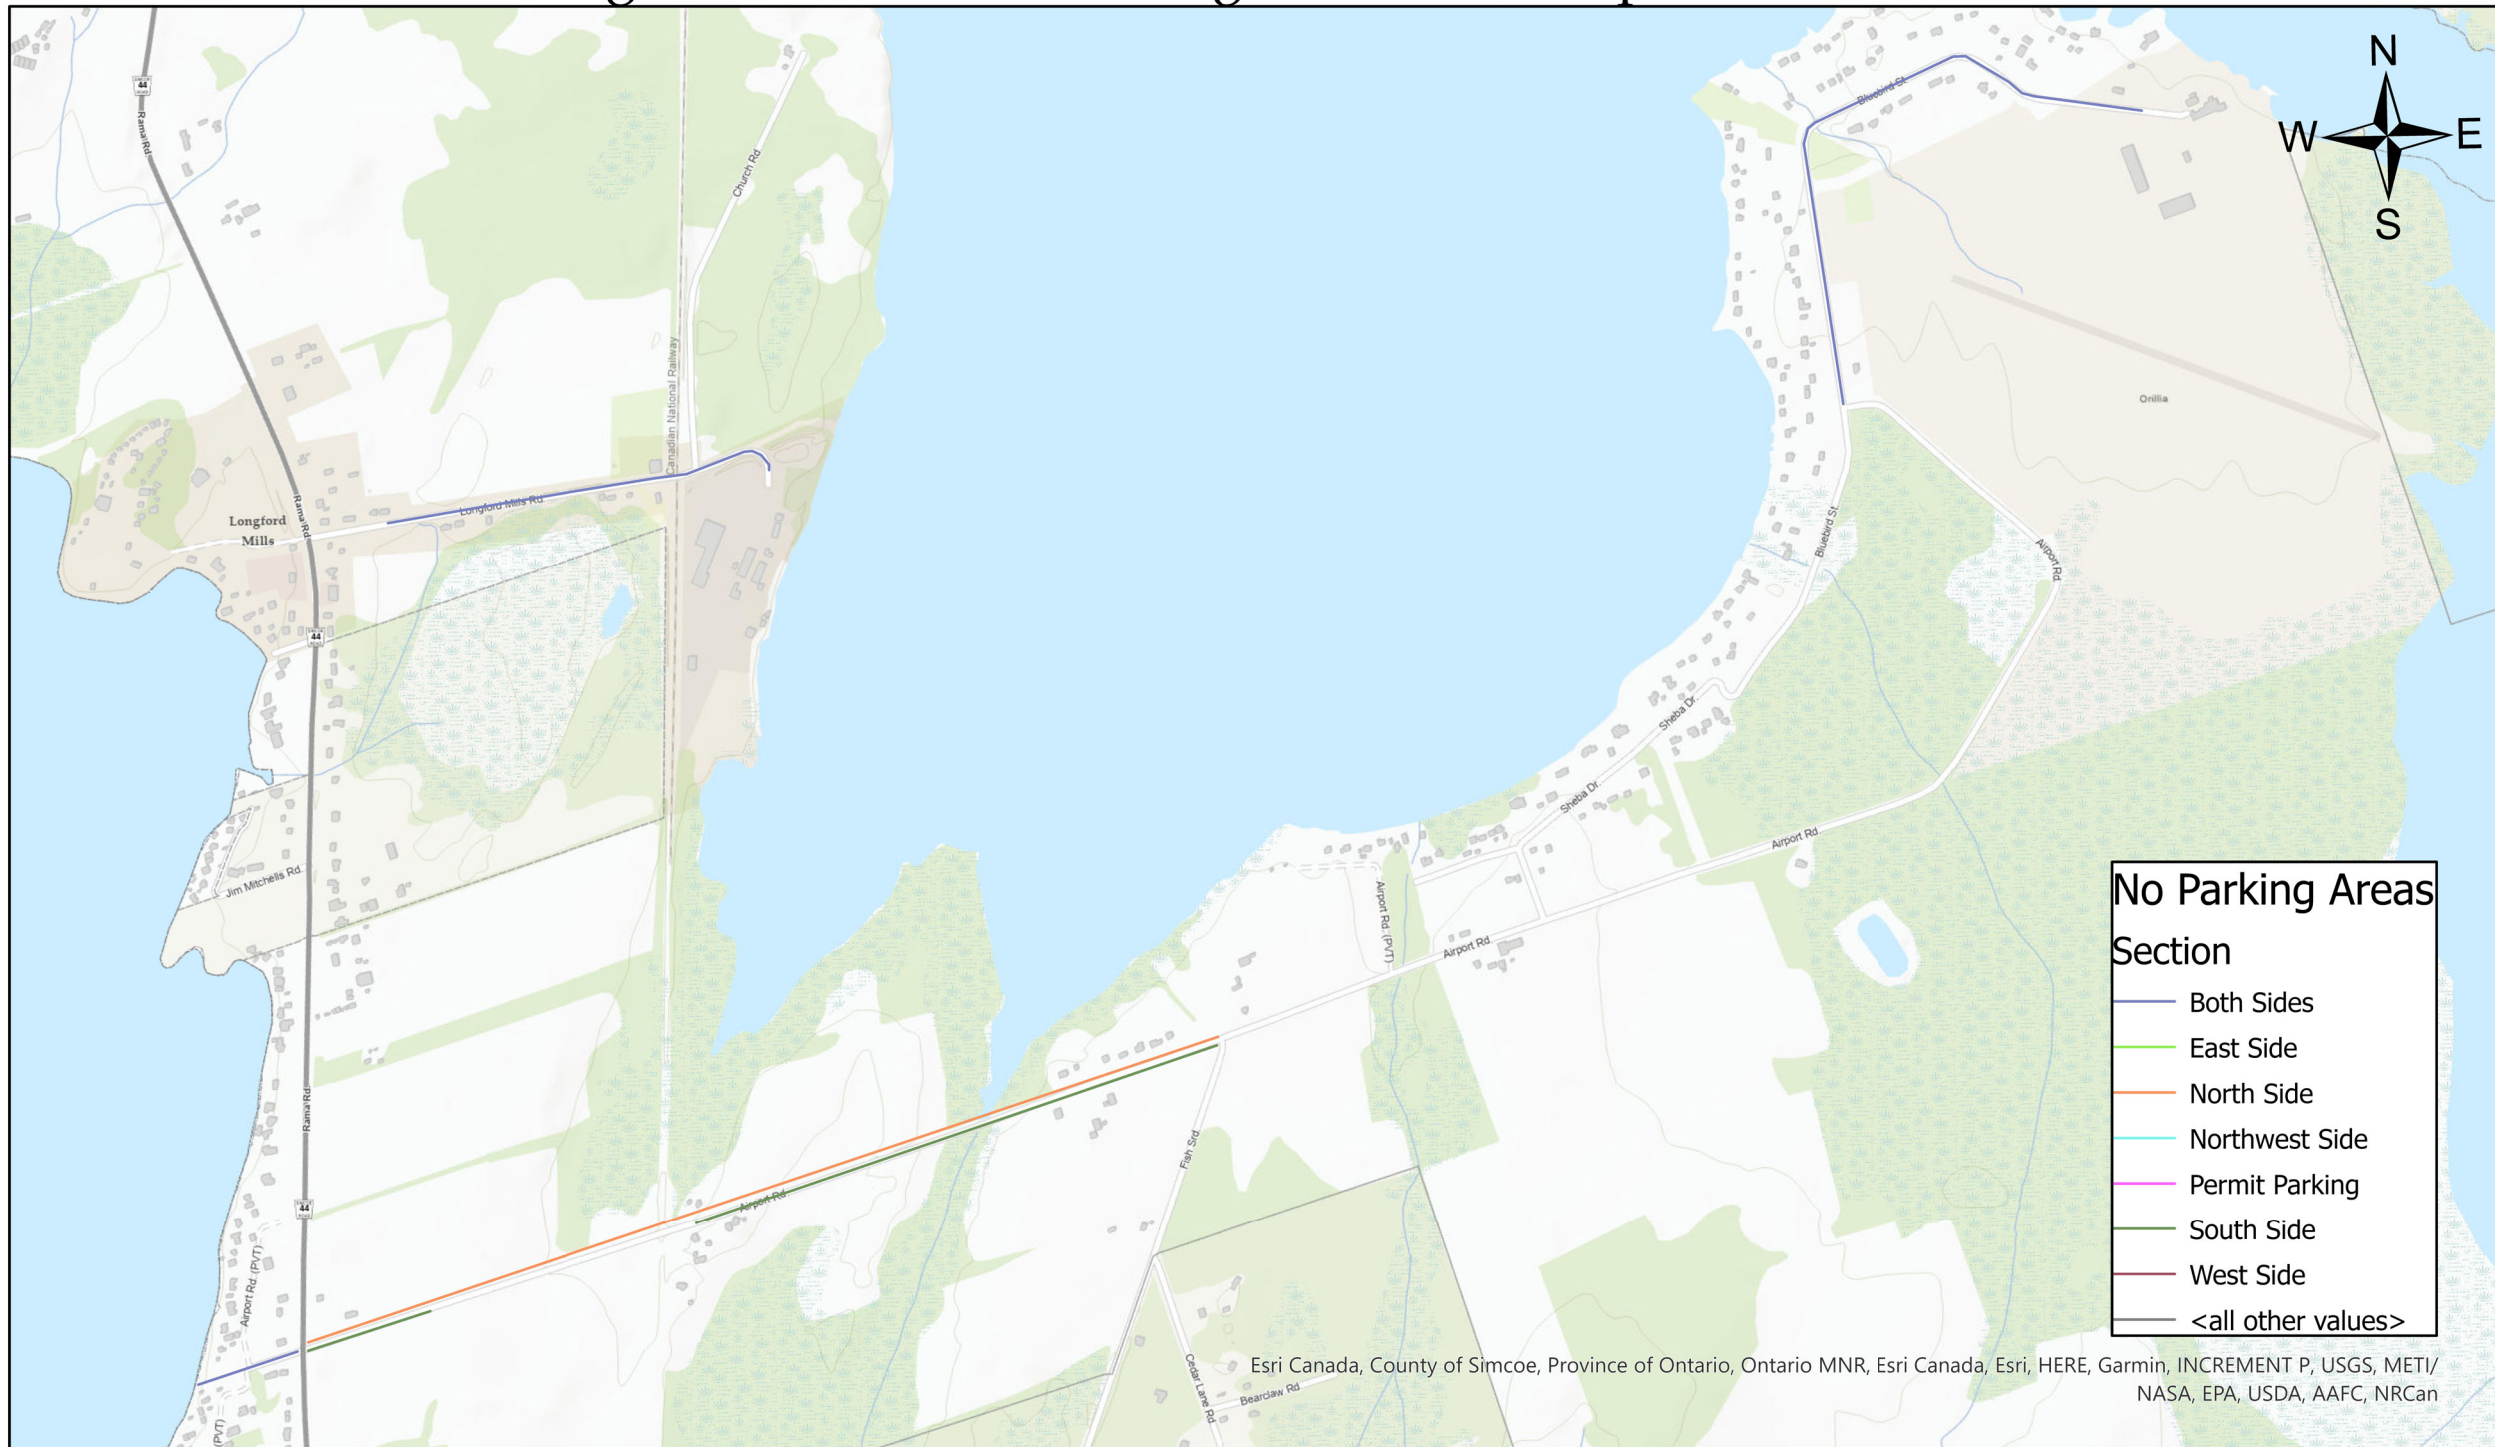 N
W E
S
44
Rama Rd
Church Rd
Bluebird St
Canadian National Railway
Orillia
Rama Rd
Longford Mills Rd
Longford
Mills
Bluebird St.
Airport Rd.
44
Sheba Dr.
Sheba Dr.
Airport Rd.
Jim Mitchells Rd
Airport Rd. (PVT)
Airport Rd.
Rama Rd
Fish Srd
Airport Rd.
44
Airport Rd. (PVT)
Cedar Lane Rd
Bearclaw Rd
(PVT)
No Parking Areas
Section
Both Sides
East Side
North Side
Northwest Side
Permit Parking
South Side
West Side
<all other values>
Esri Canada, County of Simcoe, Province of Ontario, Ontario MNR, Esri Canada, Esri, HERE, Garmin, INCREMENT P, USGS, METI/
NASA, EPA, USDA, AAFC, NRCan